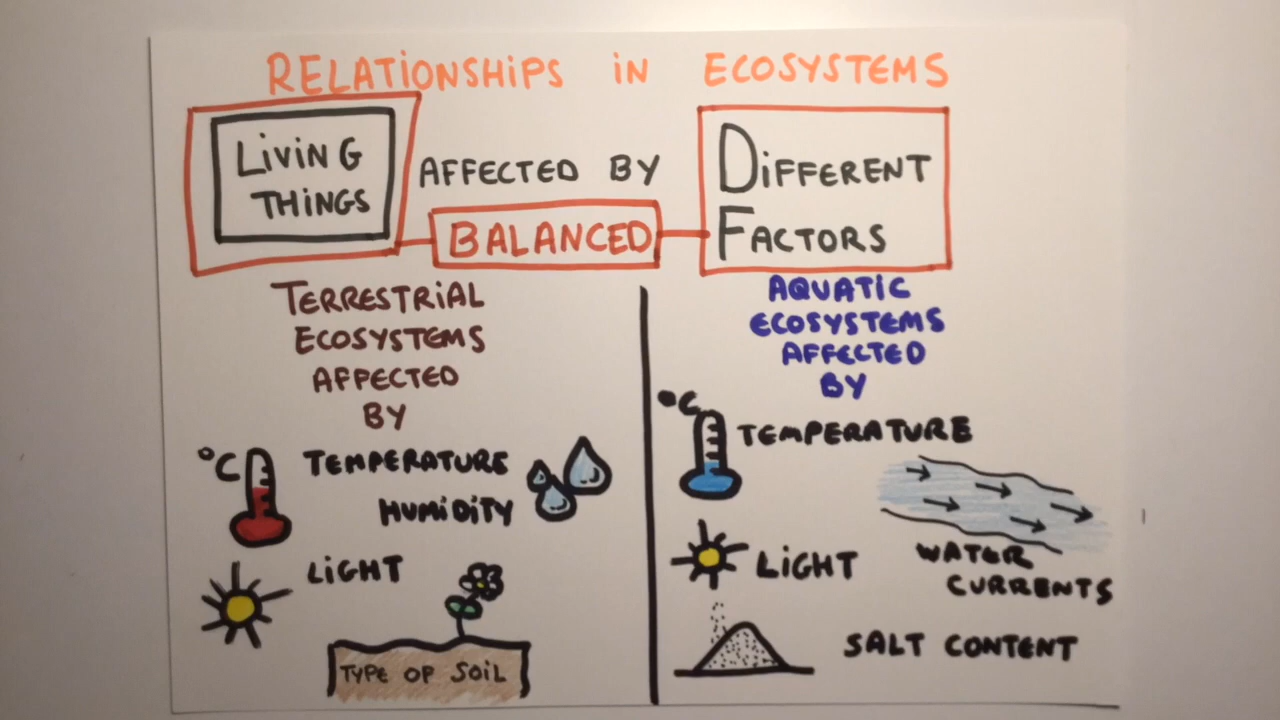 RELATiONSHiPS iN ECOSYSTEMS
LiViNG
THiNGS
AFFECTED BY
BALANCED
DiFFERENT
FACTORS
TERRESTRiAL
ECOSYSTEMS
AFFECTED
BY
°C TEMPERATURE
HUMiDiTY
LiGHT
TYPE OF SOiL
AQUATiC
ECOSYSTEMS
AFFECTED
BY
°C TEMPERATURE
LiGHT
WATER
CURRENTS
SALT CONTENT